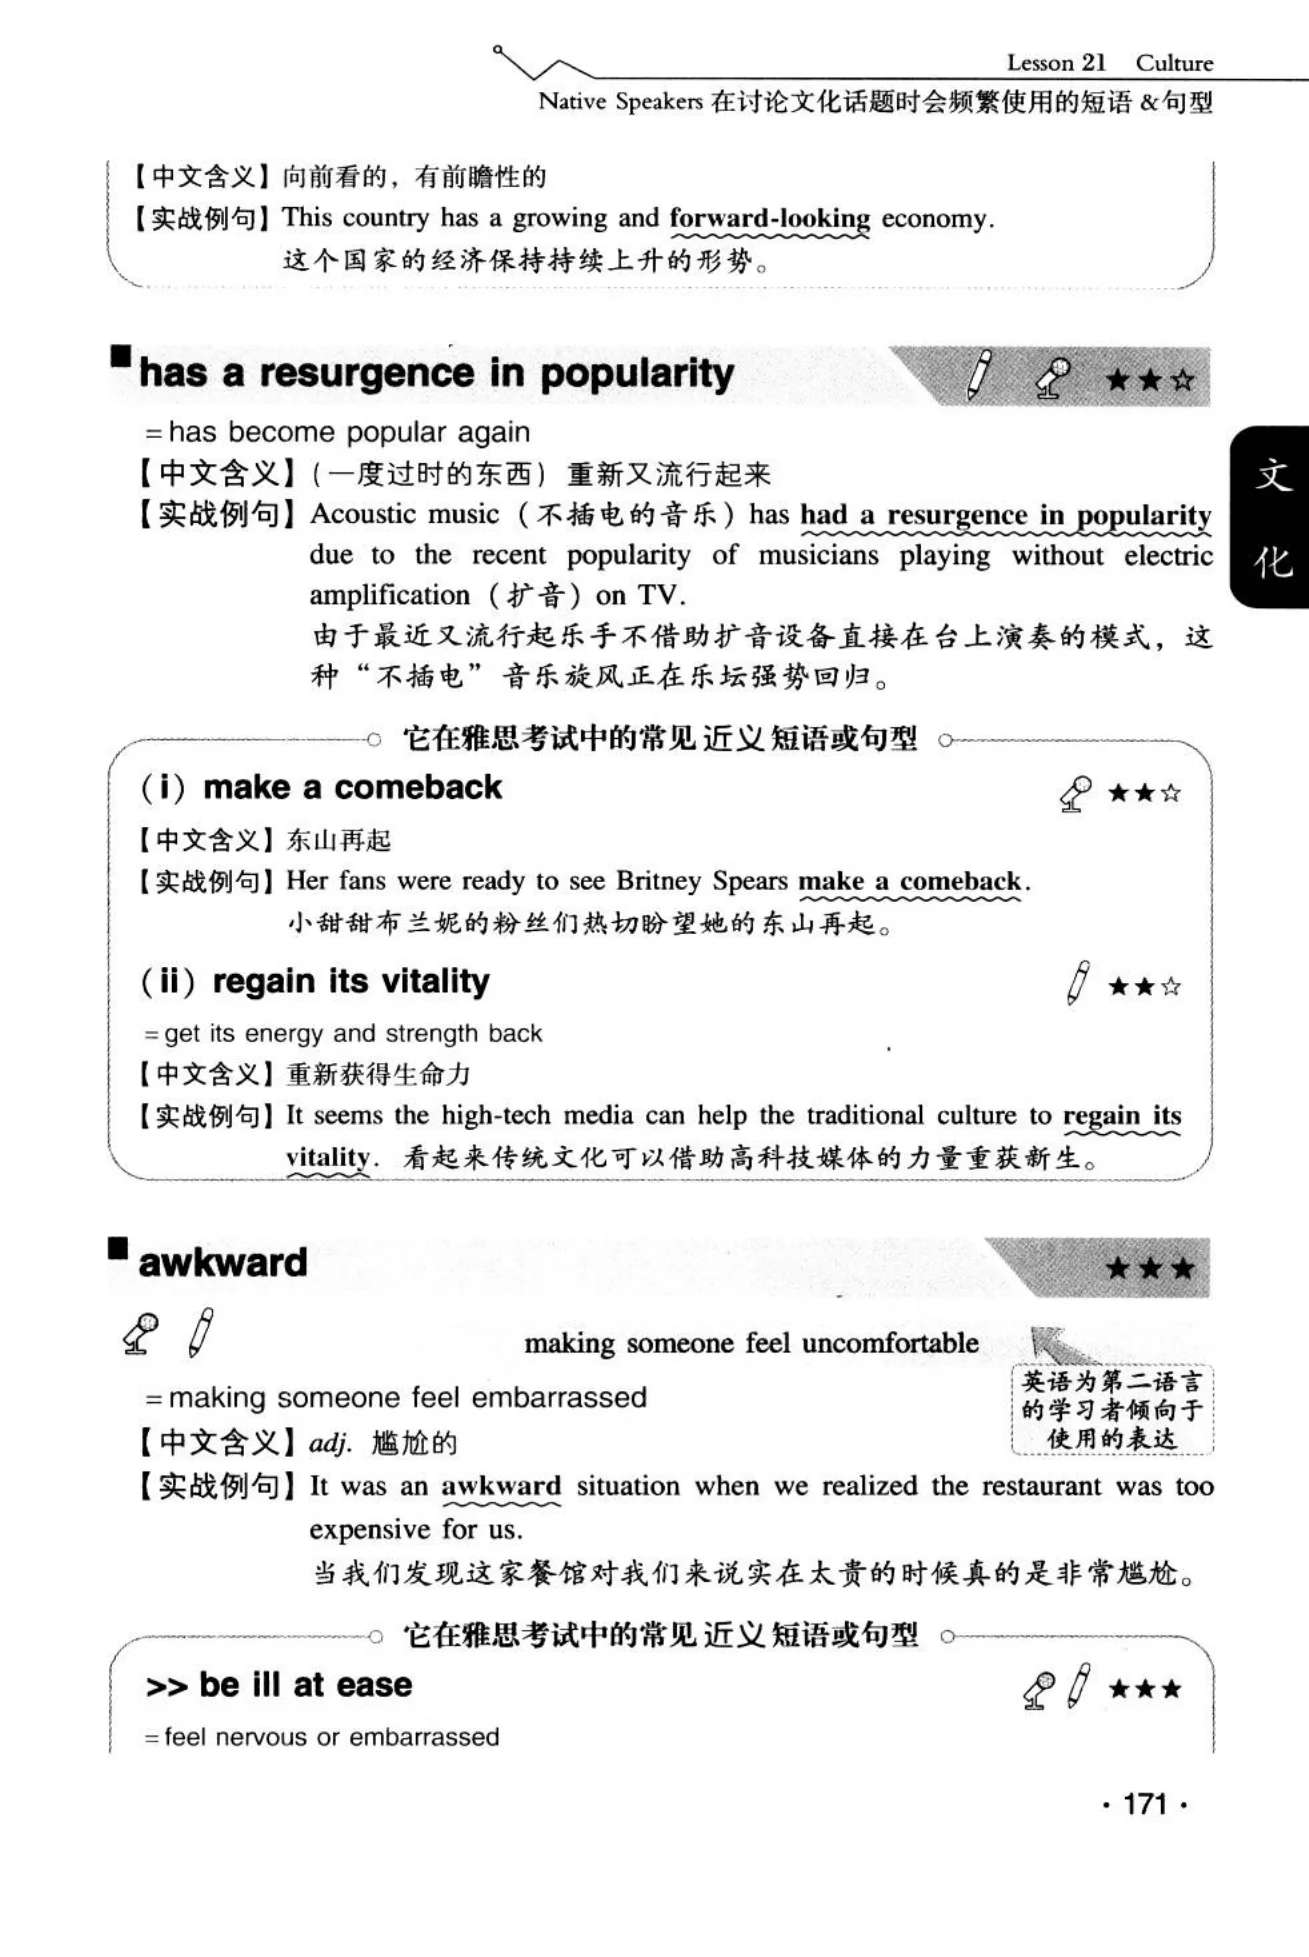 Lesson 21 Culture
Native Speakers 在讨论文化话题时会频繁使用的短语 &句型
【中文含义】向前看的，有前瞻性的
【实战例句】This country has a growing and forward-looking economy.
这个国家的经济保持持续上升的形势。
■has a resurgence in popularity ★★☆
=has become popular again
【中文含义】(一度过时的东西) 重新又流行起来
【实战例句】Acoustic music (不插电的音乐) has had a resurgence in popularity
due to the recent popularity of musicians playing without electric
amplification (扩音) on TV.
由于最近又流行起乐手不借助扩音设备直接在台上演奏的模式，这
种“不插电”音乐旋风正在乐坛强势回归。
文化
它在雅思考试中的常见近义短语或句型
(i) make a comeback ★★☆
【中文含义】东山再起
【实战例句】Her fans were ready to see Britney Spears make a comeback.
小甜甜布兰妮的粉丝们热切盼望她的东山再起。
(ii) regain its vitality ★★☆
=get its energy and strength back
【中文含义】重新获得生命力
【实战例句】It seems the high-tech media can help the traditional culture to regain its
vitality. 看起来传统文化可以借助高科技媒体的力量重获新生。
■awkward ★★★
making someone feel uncomfortable
英语为第二语言
的学习者倾向于
使用的表达
=making someone feel embarrassed
【中文含义】adj. 尴尬的
【实战例句】It was an awkward situation when we realized the restaurant was too
expensive for us.
当我们发现这家餐馆对我们来说实在太贵的时候真的是非常尴尬。
它在雅思考试中的常见近义短语或句型
>> be ill at ease ★★★
=feel nervous or embarrassed
· 171 ·